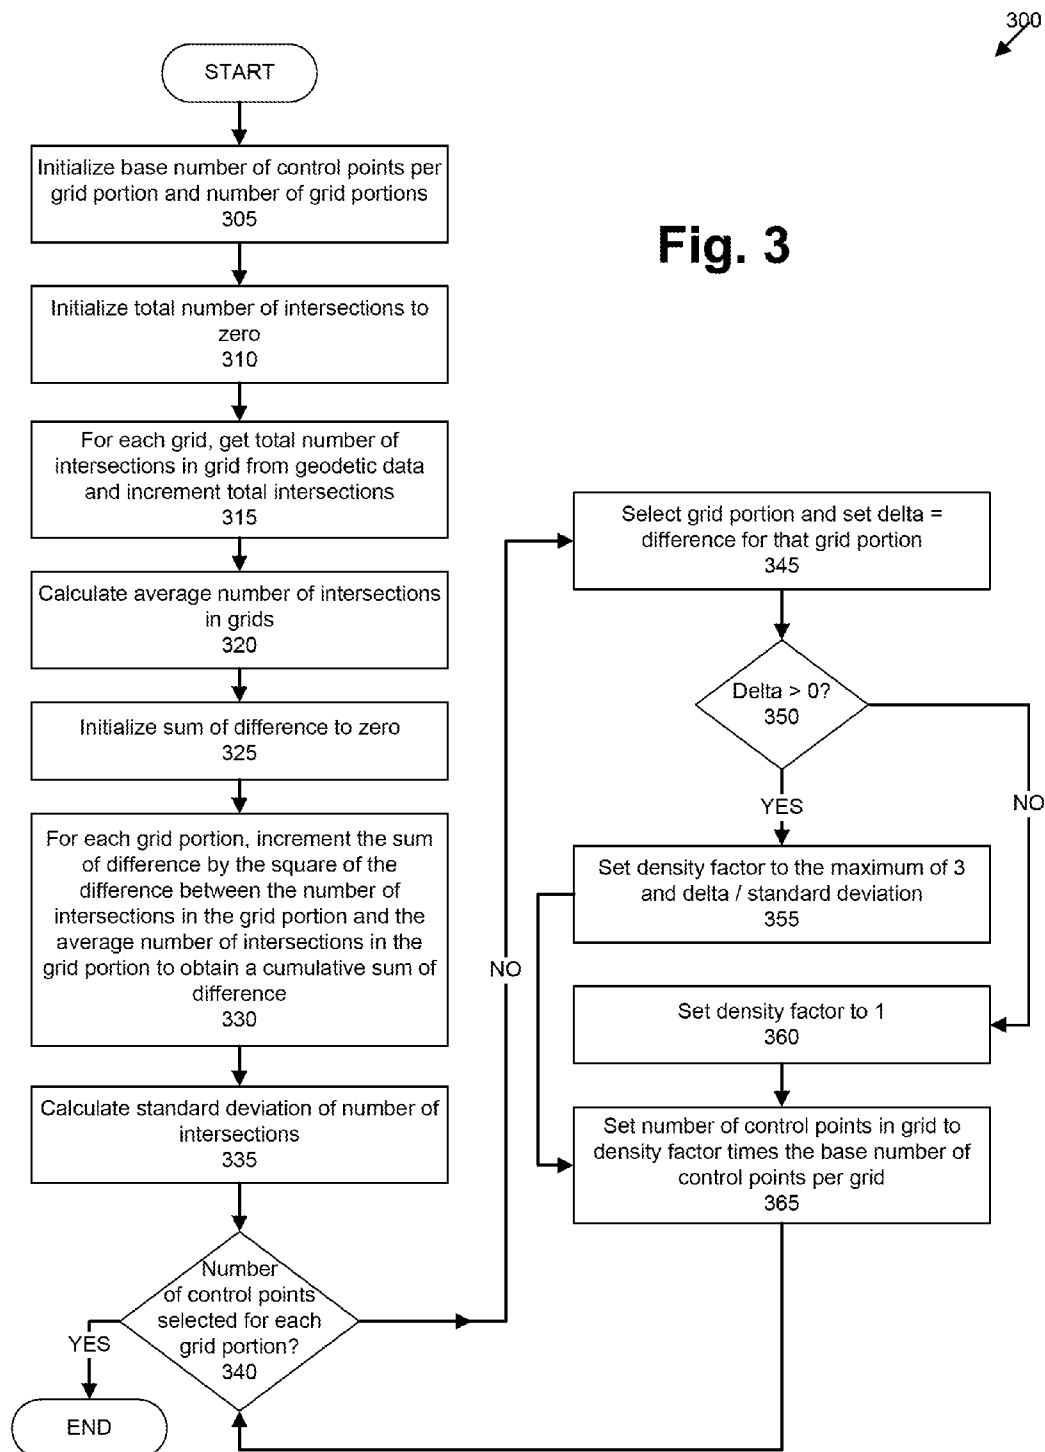 300
START
Initialize base number of control points per
grid portion and number of grid portions
305
Fig. 3
Initialize total number of intersections to
zero
310
For each grid, get total number of
intersections in grid from geodetic data
and increment total intersections
315
Calculate average number of intersections
in grids
320
Initialize sum of difference to zero
325
For each grid portion, increment the sum
of difference by the square of the
difference between the number of
intersections in the grid portion and the
average number of intersections in the
grid portion to obtain a cumulative sum of
difference
330
Calculate standard deviation of number of
intersections
335
Number
of control points
selected for each
grid portion?
340
YES
END
NO
Select grid portion and set delta =
difference for that grid portion
345
Delta > 0?
350
YES
NO
Set density factor to the maximum of 3
and delta / standard deviation
355
Set density factor to 1
360
Set number of control points in grid to
density factor times the base number of
control points per grid
365